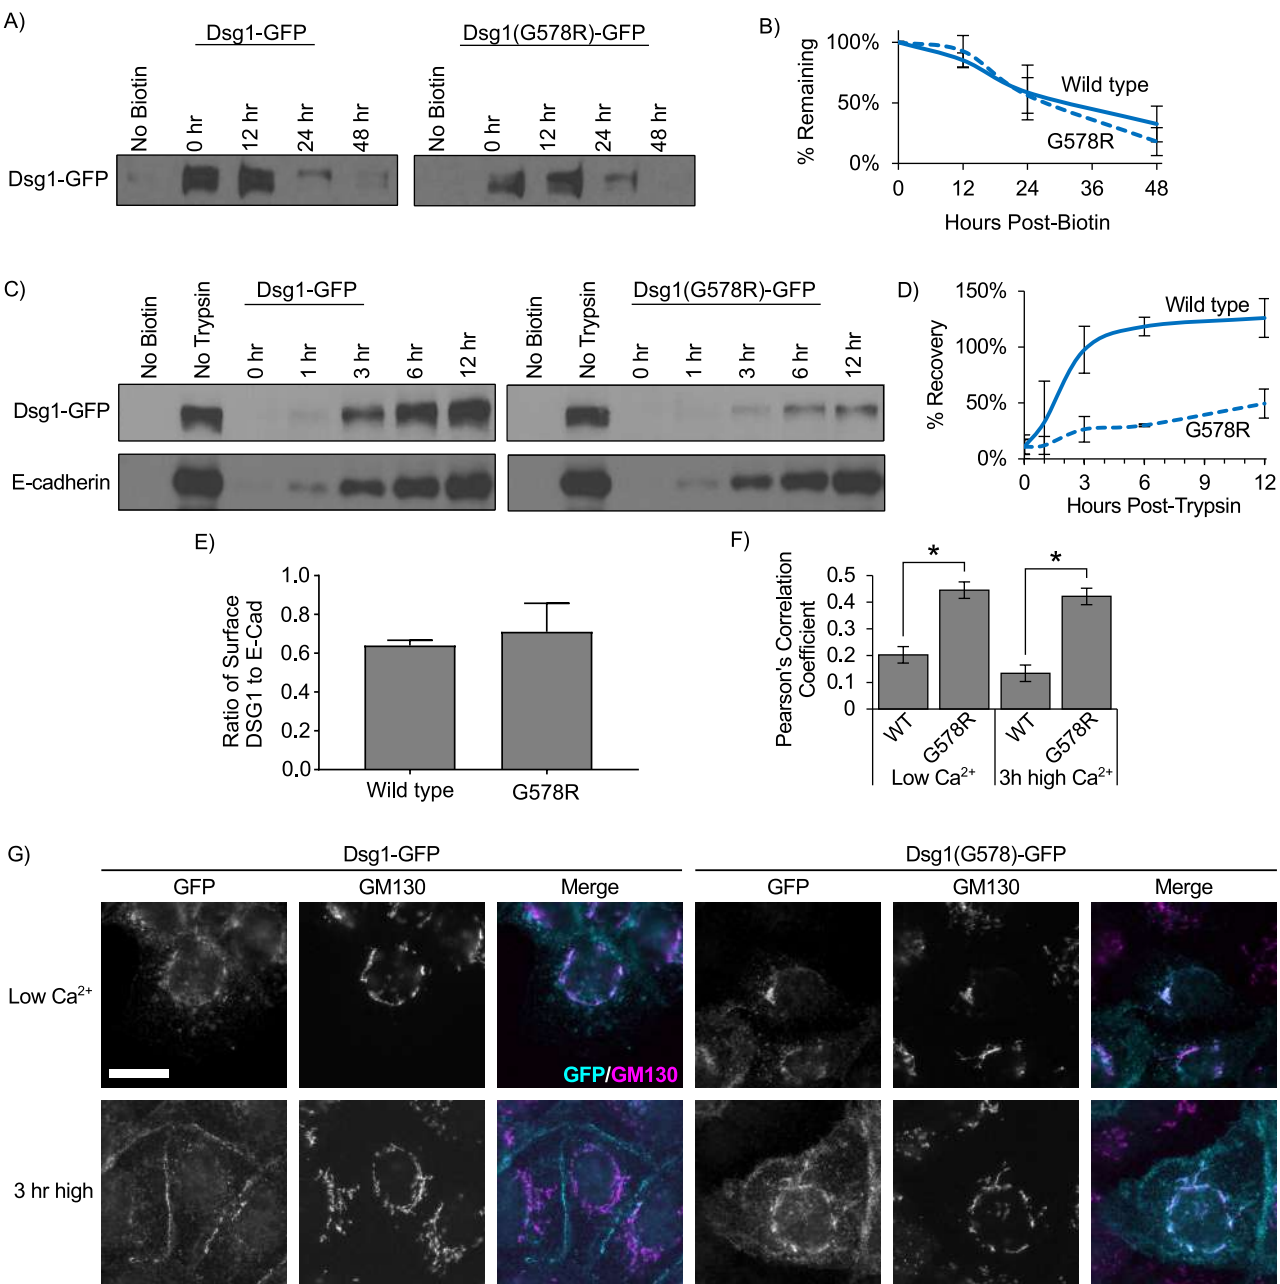 A)
Dsg1-GFP
Dsg1(G578R)-GFP
No Biotin
0 hr
12 hr
24 hr
48 hr
No Biotin
0 hr
12 hr
24 hr
48 hr
Dsg1-GFP
B)
% Remaining
100%
50%
0%
Wild type
G578R
0
12
24
36
48
Hours Post-Biotin
C)
Dsg1-GFP
Dsg1(G578R)-GFP
No Biotin
No Trypsin
0 hr
1 hr
3 hr
6 hr
12 hr
No Biotin
No Trypsin
0 hr
1 hr
3 hr
6 hr
12 hr
Dsg1-GFP
E-cadherin
D)
% Recovery
150%
100%
50%
0%
Wild type
G578R
0
3
6
12
Hours Post-Trypsin
E)
Ratio of Surface
DSG1 to E-Cad
1.0
0.8
0.6
0.4
0.2
0.0
Wild type
G578R
F)
Pearson's Correlation
Coefficient
0.5
0.4
0.3
0.2
0.1
0
*
*
WT
G578R
WT
G578R
Low Ca²⁺
3h high Ca²⁺
G)
Dsg1-GFP
Dsg1(G578)-GFP
GFP
GM130
Merge
GFP
GM130
Merge
Low Ca²⁺
GFP/GM130
3 hr high